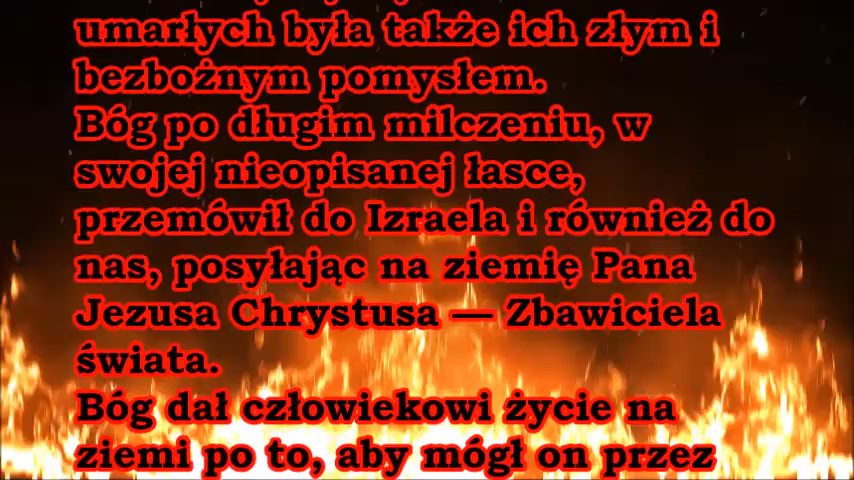 umarłych była także ich złym i
bezbożnym pomysłem.
Bóg po długim milczeniu, w
swojej nieopisanej łasce,
przemówił do Izraela i również do
nas, posyłając na ziemię Pana
Jezusa Chrystusa — Zbawiciela
świata.
Bóg dał człowiekowi życie na
ziemi po to, aby mógł on przez